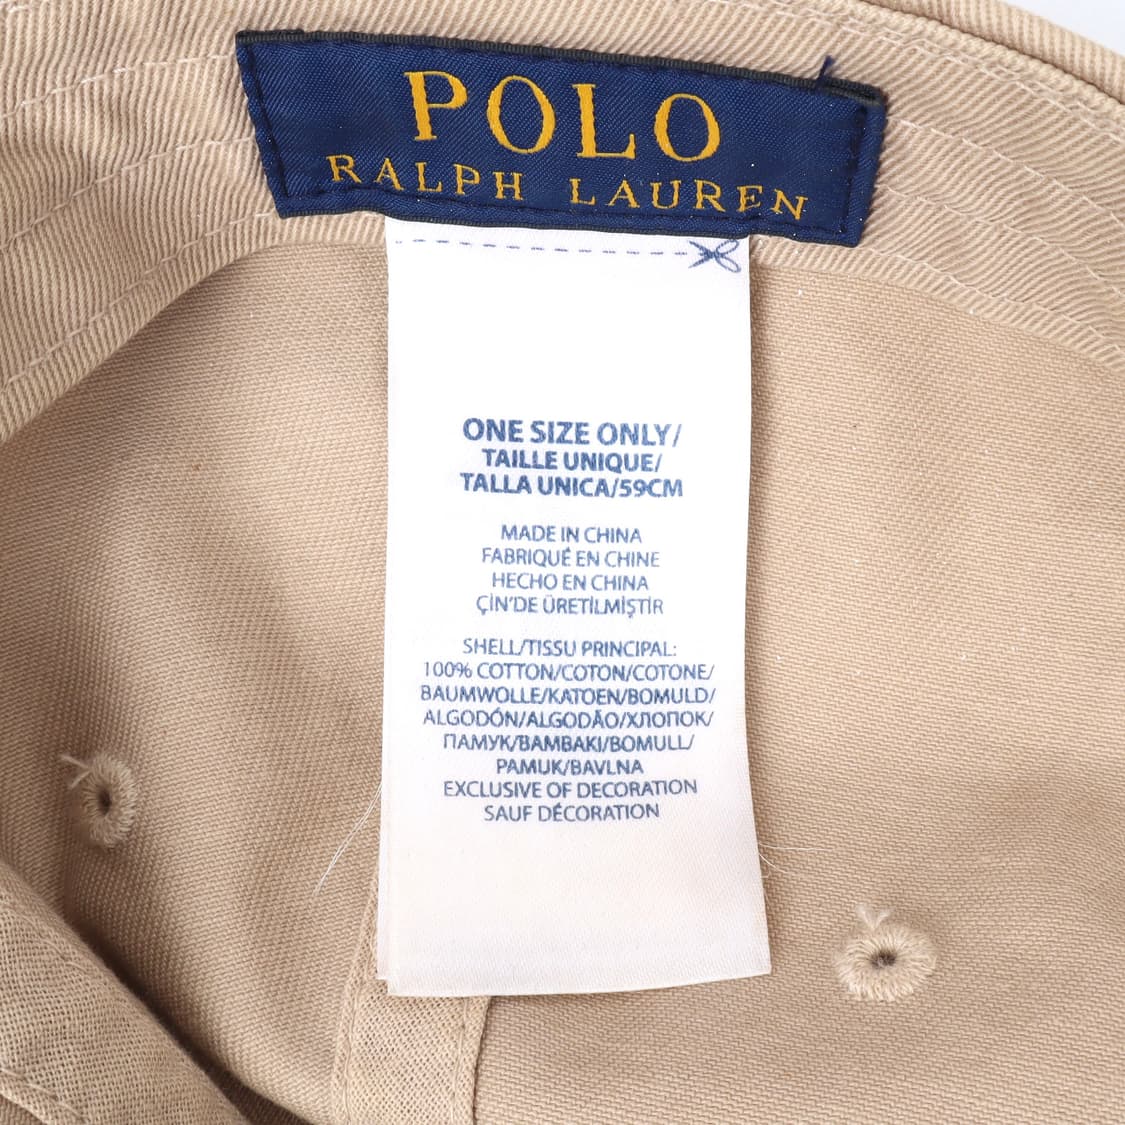 POLO
RALPH LAUREN
ONE SIZE ONLY/
TAILLE UNIQUE/
TALLA UNICA/59CM
MADE IN CHINA
FABRIQUÉ EN CHINE
HECHO EN CHINA
ÇİN'DE ÜRETİLMİŞTİR
SHELL/TISSU PRINCIPAL:
100% COTTON/COTON/COTONE/
BAUMWOLLE/KATOEN/BOMULD/
ALGODÓN/ALGODÃO/ХЛОПОК/
ПАМУК/BAMBAKI/BOMULL/
PAMUK/BAVLNA
EXCLUSIVE OF DECORATION
SAUF DÉCORATION